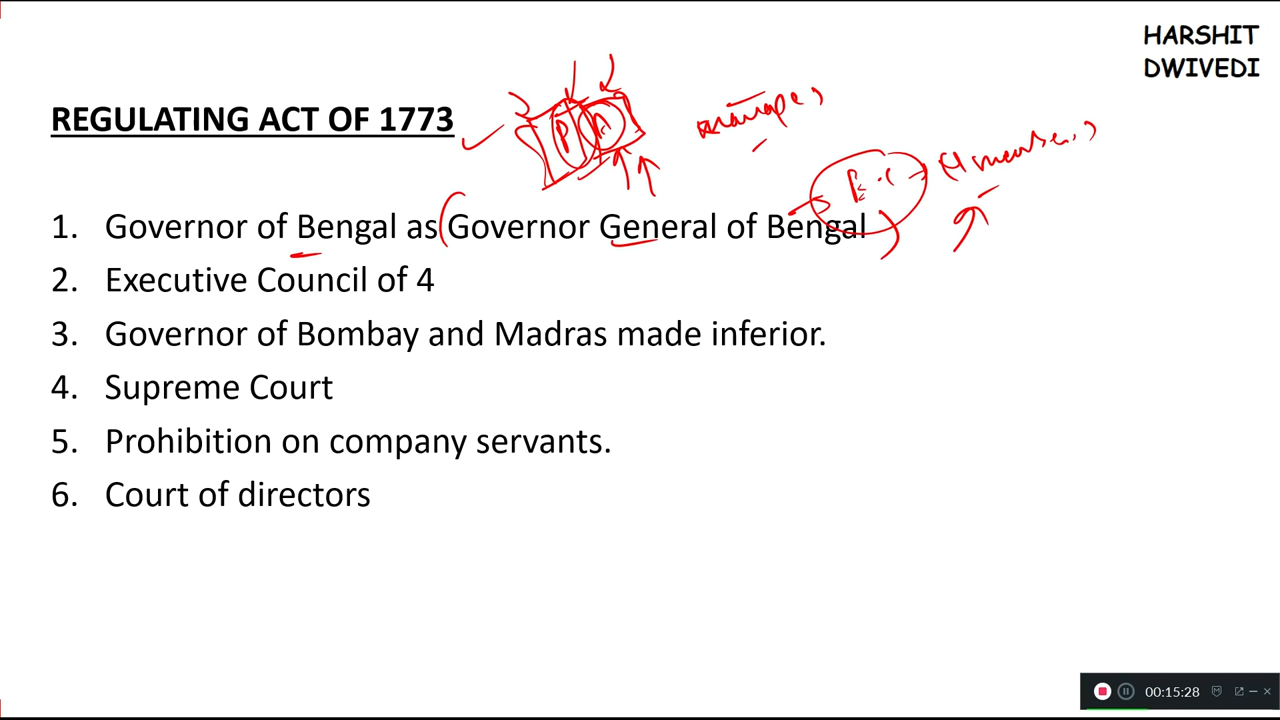 HARSHIT
DWIVEDI
REGULATING ACT OF 1773
P
1. Governor of Bengal as Governor General of Bengal
2. Executive Council of 4
3. Governor of Bombay and Madras made inferior.
4. Supreme Court
5. Prohibition on company servants.
6. Court of directors
00:15:28